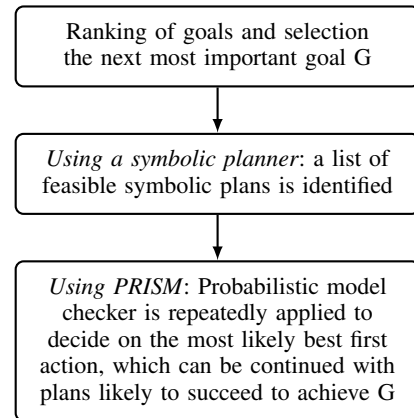 Ranking of goals and selection
the next most important goal G
Using a symbolic planner: a list of
feasible symbolic plans is identified
Using PRISM: Probabilistic model
checker is repeatedly applied to
decide on the most likely best first
action, which can be continued with
plans likely to succeed to achieve G